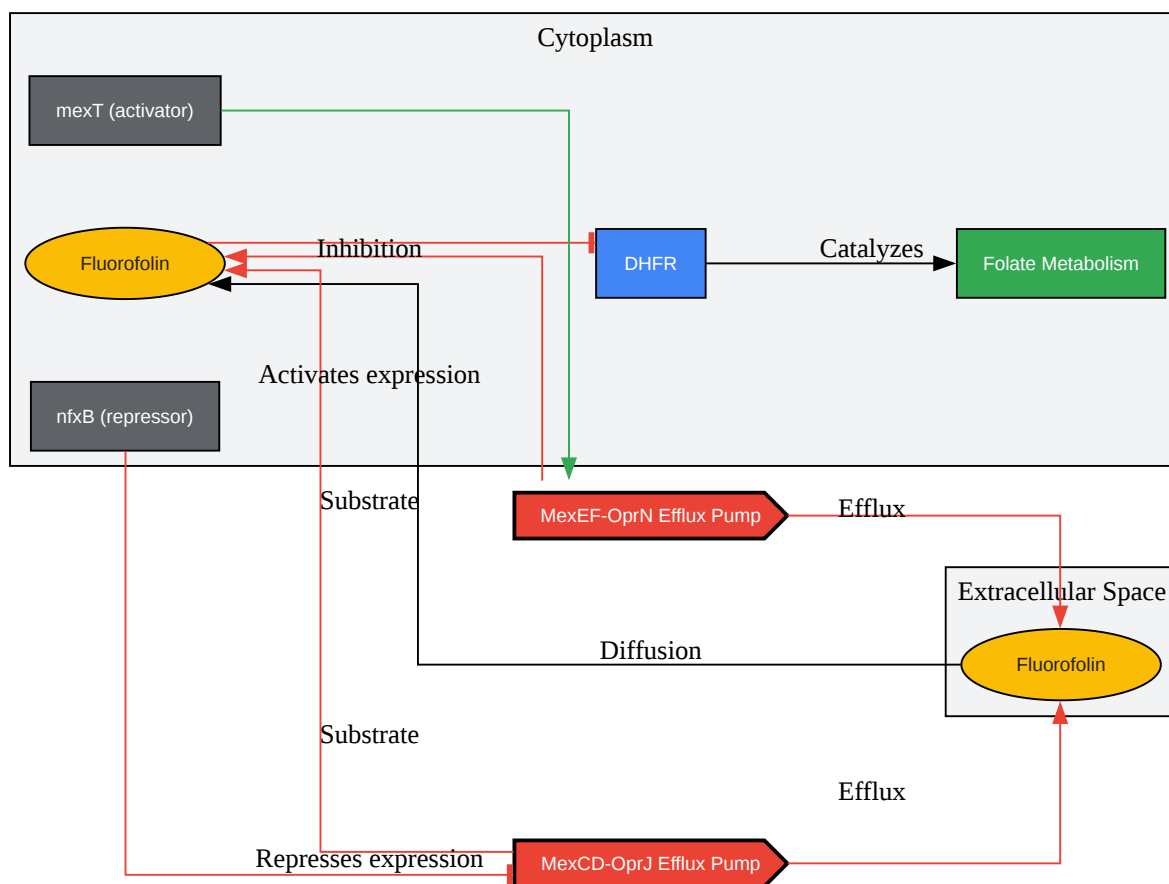 Cytoplasm
mexT (activator)
Inhibition
Fluorofolin
DHFR
Catalyzes
Folate Metabolism
Activates expression
nfxB (repressor)
Substrate
MexEF-OprN Efflux Pump
Efflux
Extracellular Space
Diffusion
Fluorofolin
Substrate
Efflux
Represses expression
MexCD-OprJ Efflux Pump